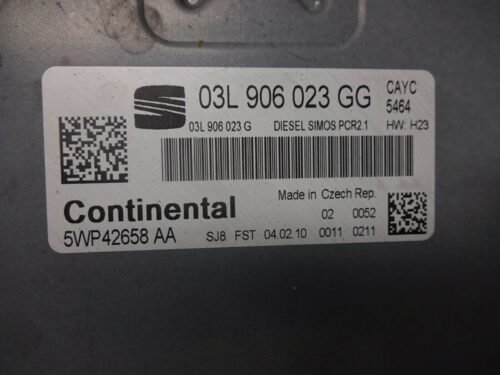 03L 906 023 GG CAYC
5464
03L 906 023 G DIESEL SIMOS PCR2.1 HW: H23
Made in Czech Rep.
Continental 02 0052
5WP42658 AA SJ8 FST 04.02.10 0011 0211